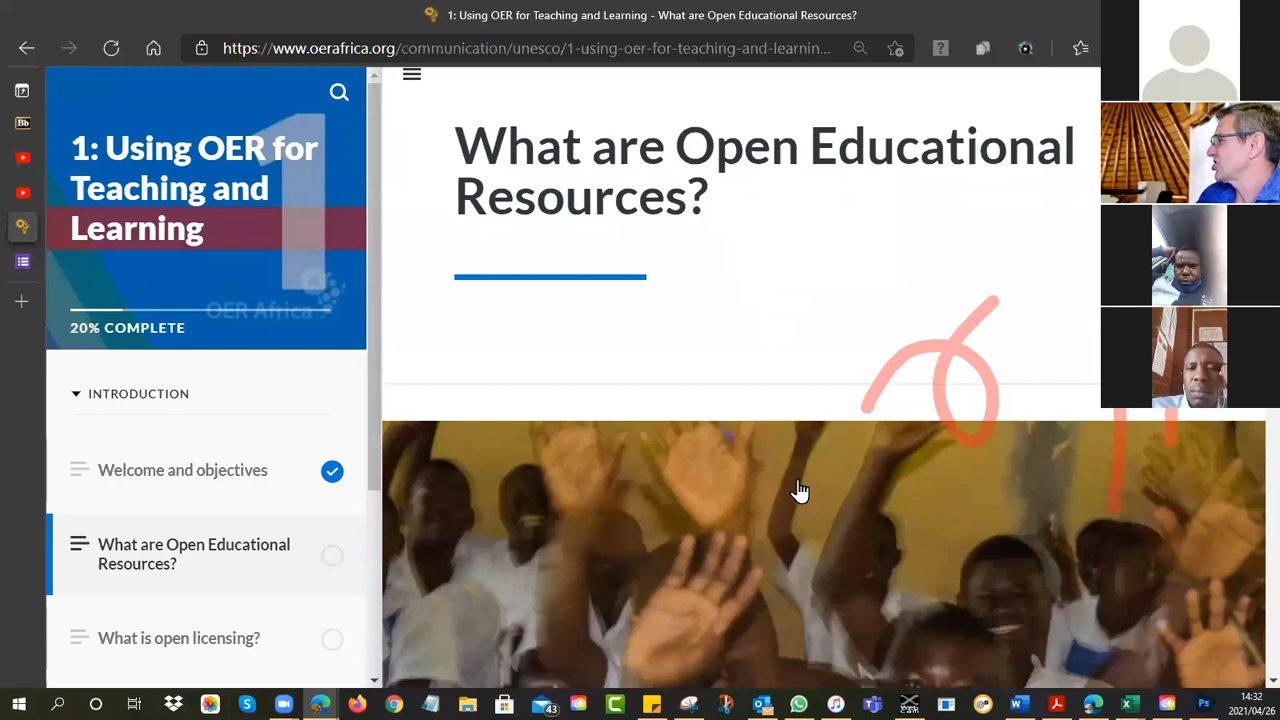 1: Using OER for Teaching and Learning - What are Open Educational Resources?
https://www.oerafrica.org/communication/unesco/1-using-oer-for-teaching-and-learnin...
Bb
1: Using OER for
Teaching and
Learning
1
OER Africa
20% COMPLETE
INTRODUCTION
Welcome and objectives
What are Open Educational
Resources?
What is open licensing?
What are Open Educational
Resources?
43
14:32
2021/04/26